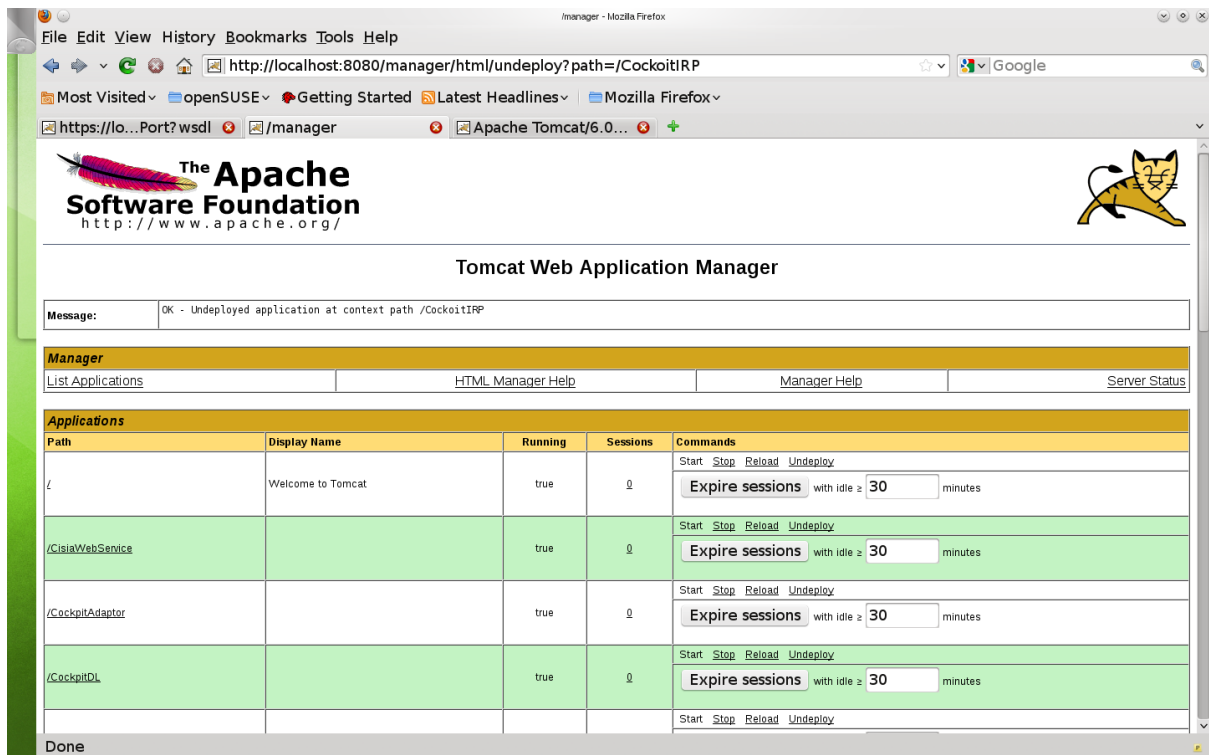 /manager - Mozilla Firefox
File Edit View History Bookmarks Tools Help
http://localhost:8080/manager/html/undeploy?path=/CockoitIRP Google
Most Visited openSUSE Getting Started Latest Headlines Mozilla Firefox
https://lo...Port?wsdl /manager Apache Tomcat/6.0...
The Apache
Software Foundation
http://www.apache.org/
Tomcat Web Application Manager
Message: OK - Undeployed application at context path /CockoitIRP
Manager
List Applications HTML Manager Help Manager Help Server Status
Applications
Path Display Name Running Sessions Commands
Start Stop Reload Undeploy
/ Welcome to Tomcat true 0 Expire sessions with idle ≥ 30 minutes
Start Stop Reload Undeploy
/CisiaWebService true 0 Expire sessions with idle ≥ 30 minutes
Start Stop Reload Undeploy
/CockpitAdaptor true 0 Expire sessions with idle ≥ 30 minutes
Start Stop Reload Undeploy
/CockpitDL true 0 Expire sessions with idle ≥ 30 minutes
Start Stop Reload Undeploy
Done